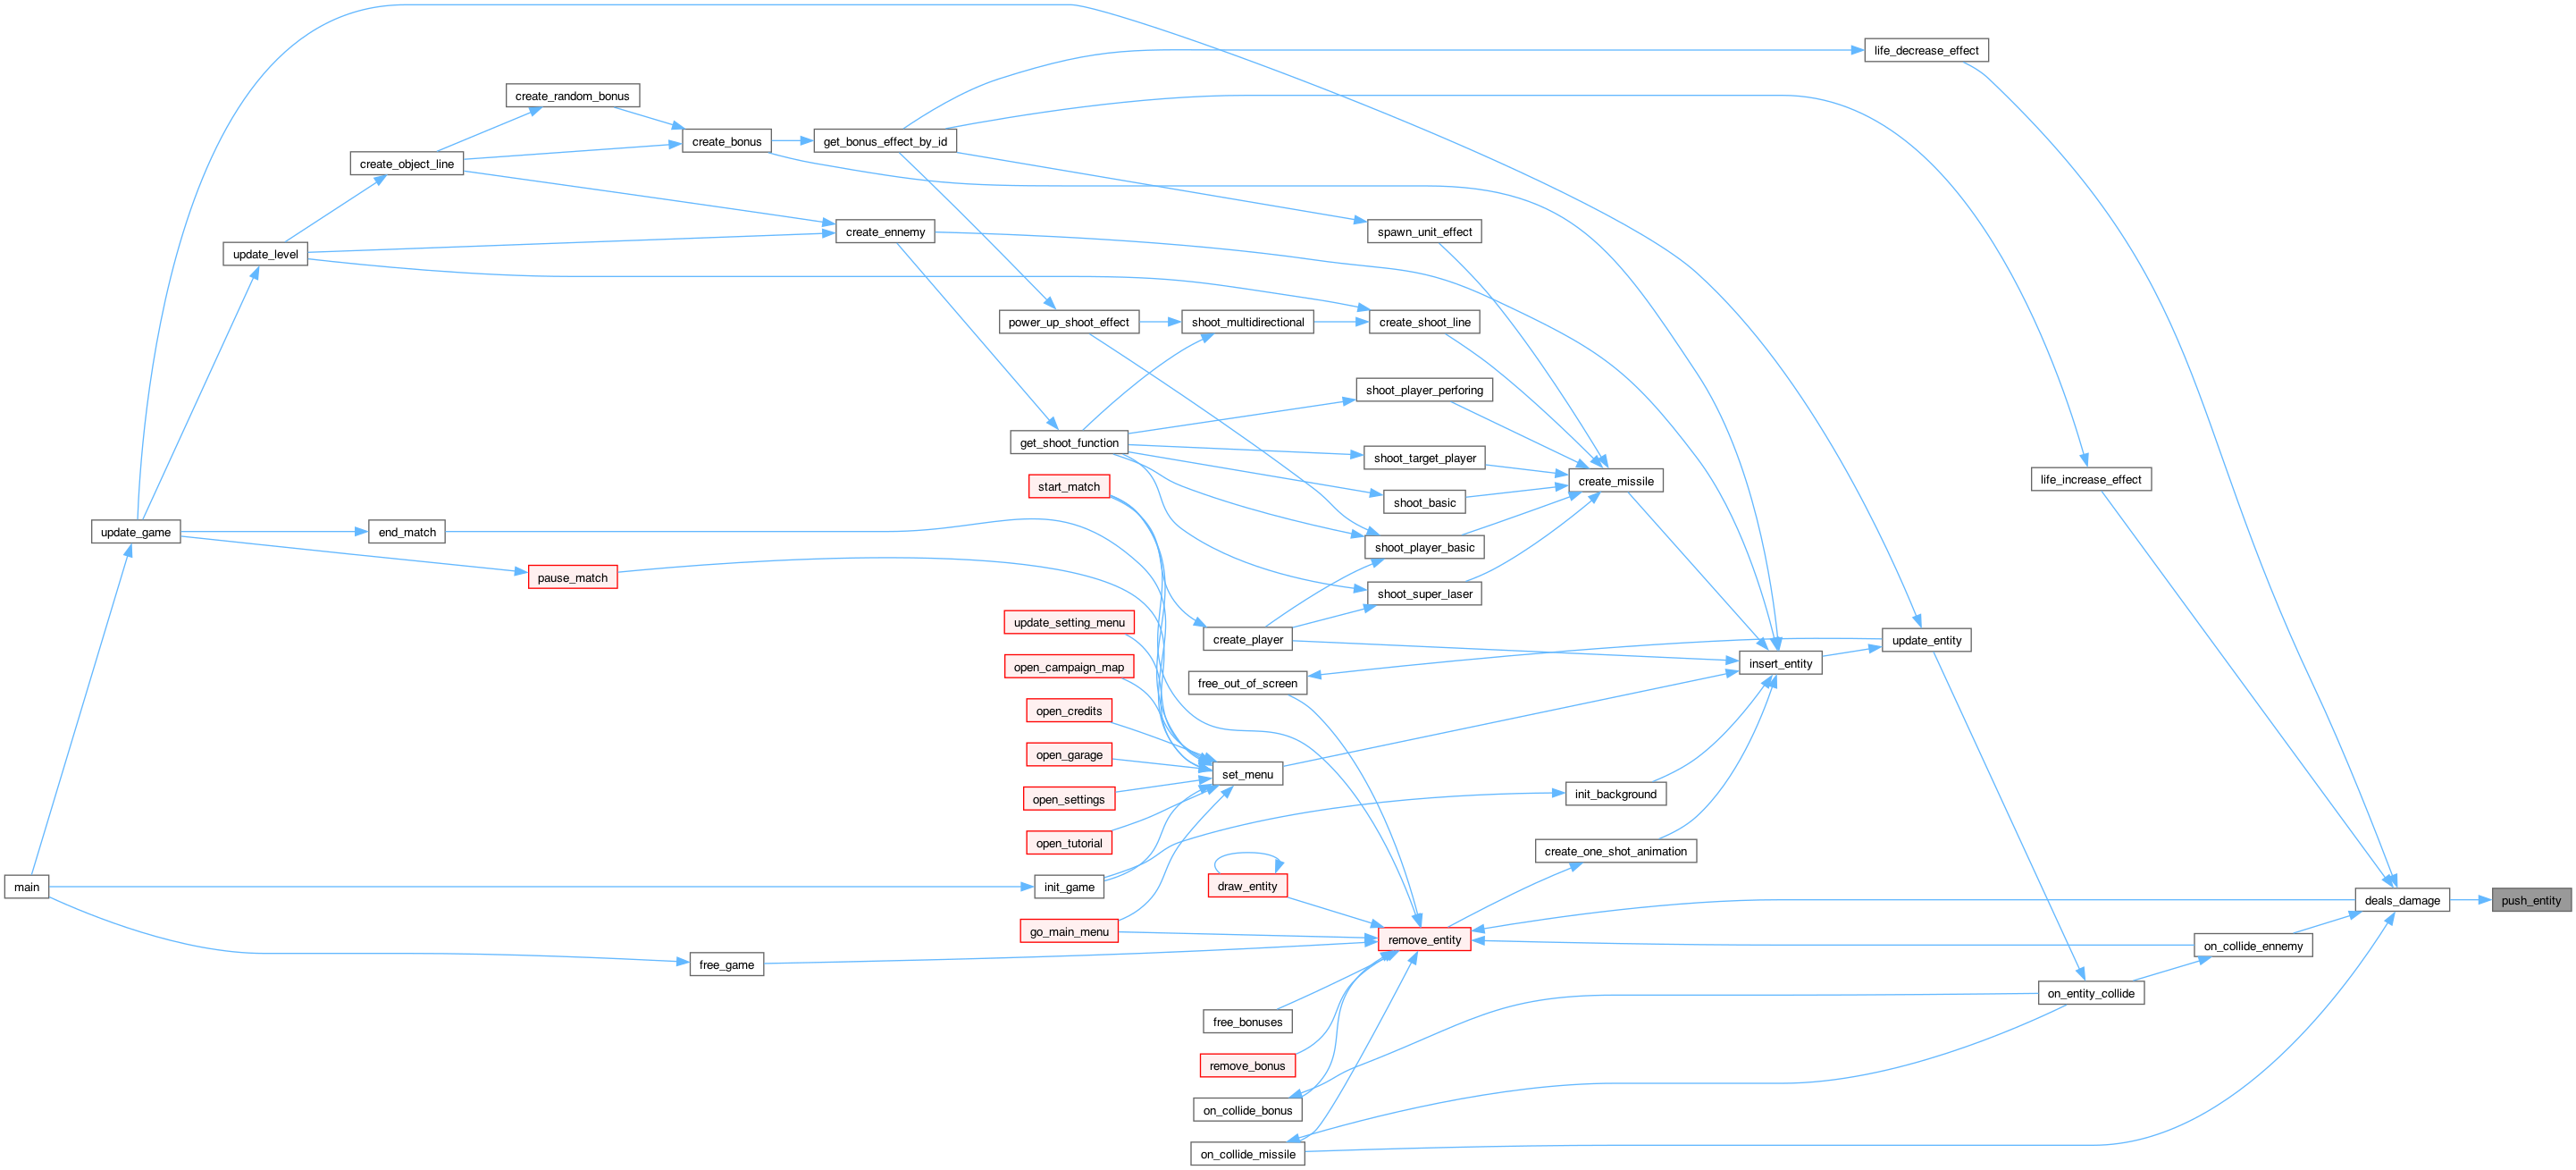 life_decrease_effect
create_random_bonus
create_bonus
get_bonus_effect_by_id
create_object_line
create_ennemy
spawn_unit_effect
update_level
power_up_shoot_effect
shoot_multidirectional
create_shoot_line
shoot_player_perforing
get_shoot_function
shoot_target_player
start_match
create_missile
life_increase_effect
shoot_basic
update_game
end_match
shoot_player_basic
pause_match
shoot_super_laser
update_setting_menu
create_player
update_entity
open_campaign_map
insert_entity
free_out_of_screen
open_credits
open_garage
set_menu
open_settings
init_background
open_tutorial
create_one_shot_animation
main
init_game
draw_entity
deals_damage
push_entity
go_main_menu
remove_entity
on_collide_ennemy
free_game
on_entity_collide
free_bonuses
remove_bonus
on_collide_bonus
on_collide_missile